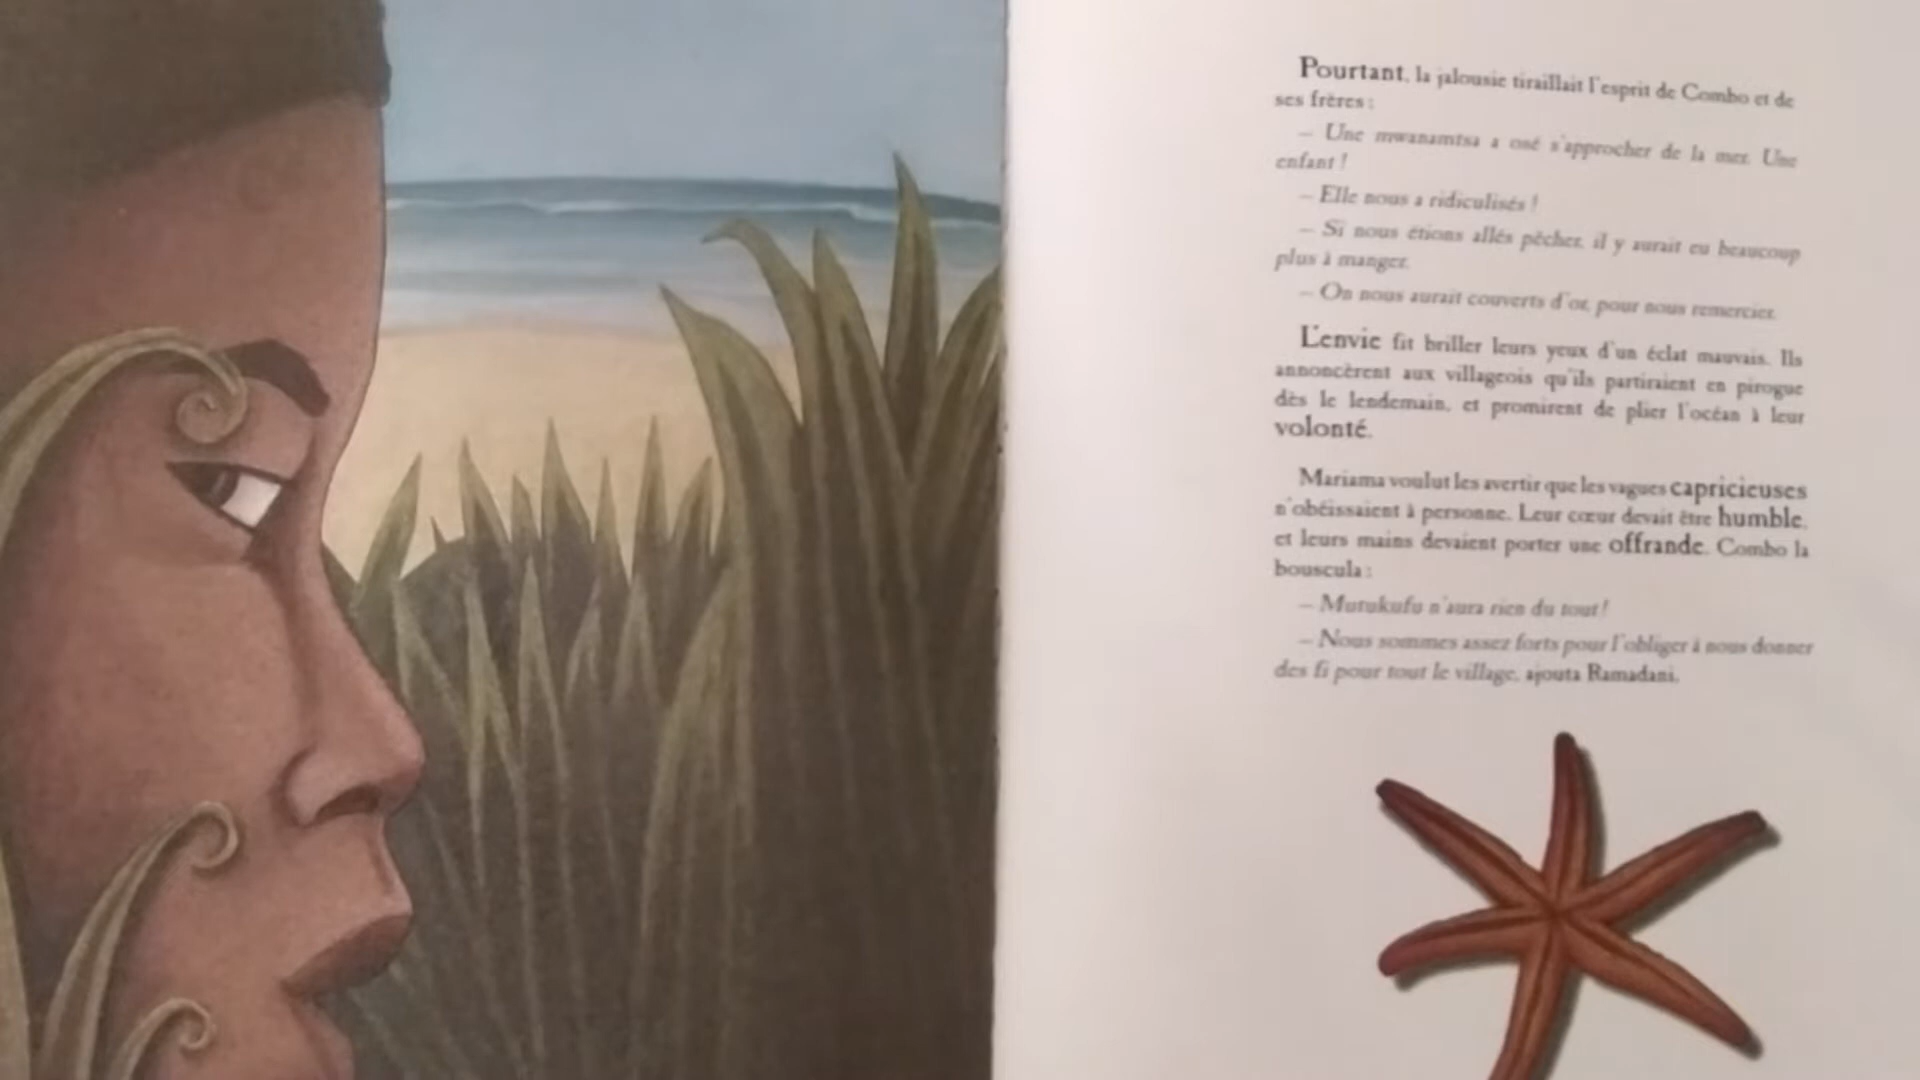 Pourtant, la jalousie tiraillait l'esprit de Combo et de
ses frères :
– Une mwanamtsa a osé s'approcher de la mer. Une
enfant !
– Elle nous a ridiculisés !
– Si nous étions allés pêcher, il y aurait eu beaucoup
plus à manger.
– On nous aurait couverts d'or, pour nous remercier.
L'envie fit briller leurs yeux d'un éclat mauvais. Ils
annoncèrent aux villageois qu'ils partiraient en pirogue
dès le lendemain, et promirent de plier l'océan à leur
volonté.
Mariama voulut les avertir que les vagues capricieuses
n'obéissaient à personne. Leur cœur devait être humble,
et leurs mains devaient porter une offrande. Combo la
bouscula :
– Mutukufu n'aura rien du tout !
– Nous sommes assez forts pour l'obliger à nous donner
des fi pour tout le village, ajouta Ramadani.